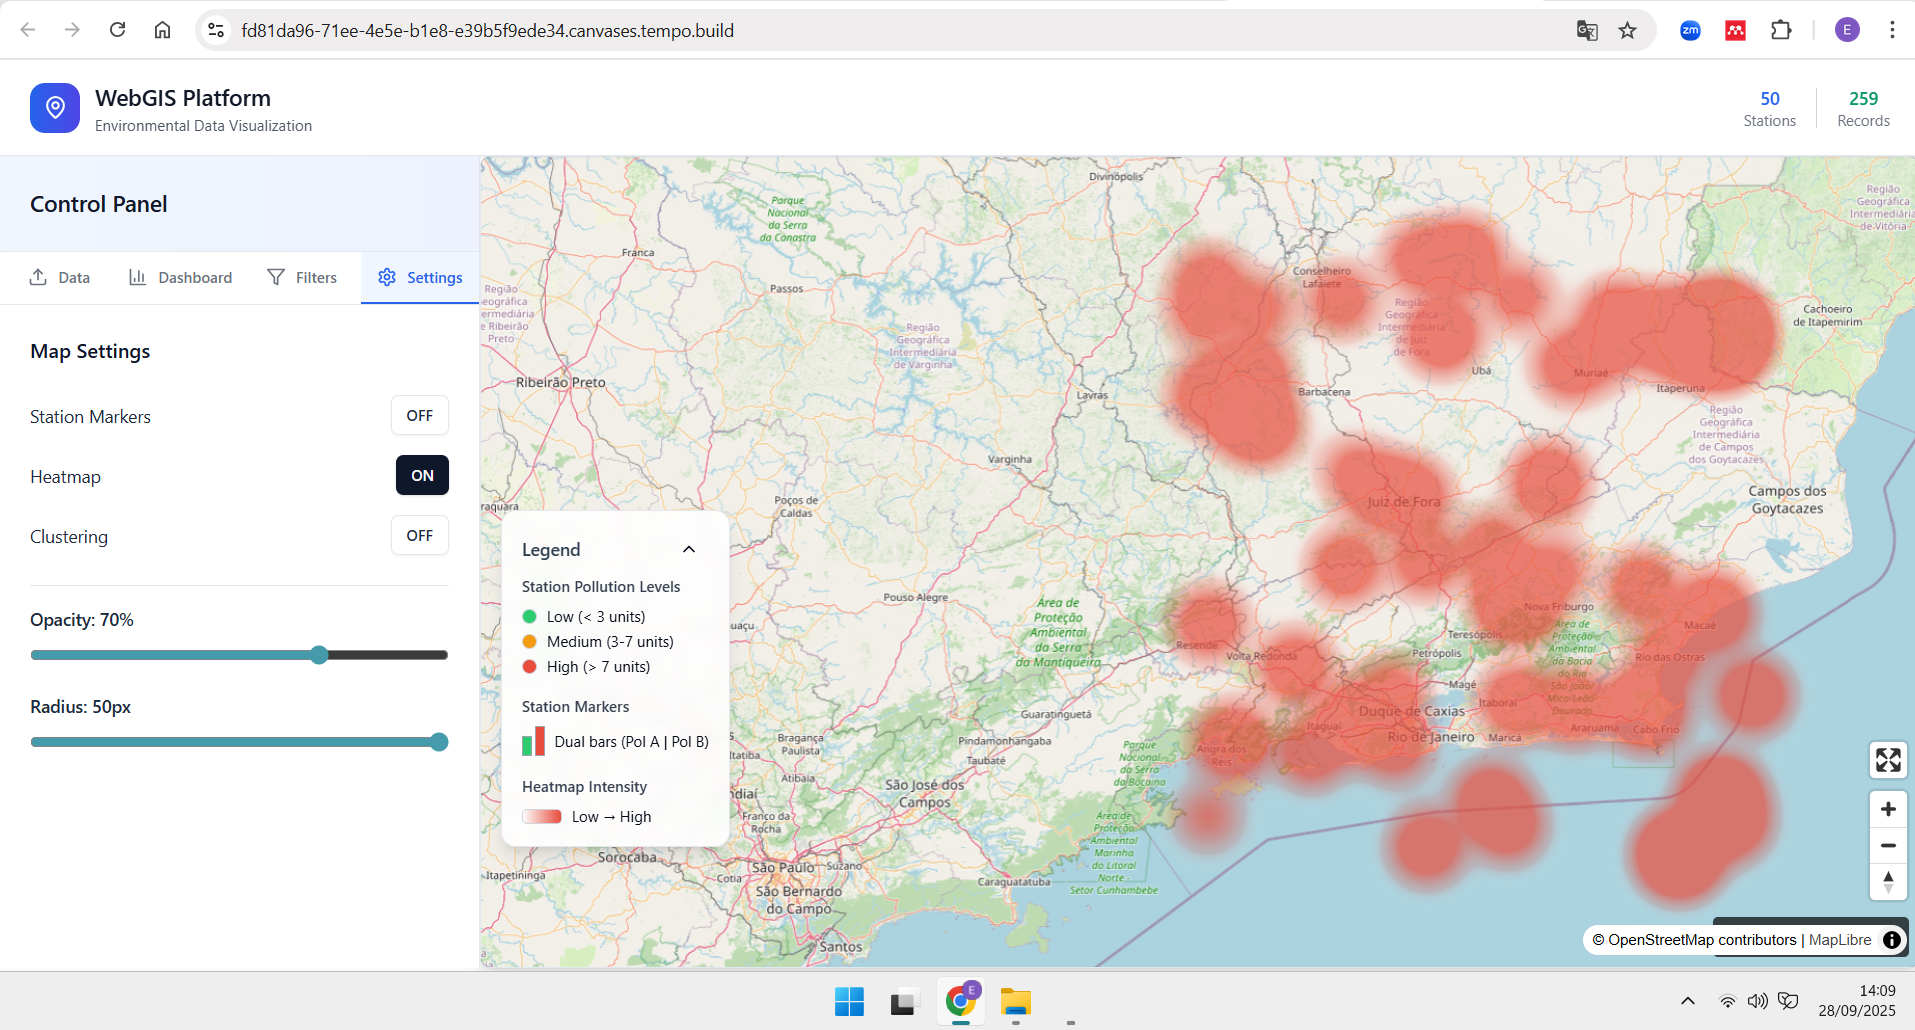 fd81da96-71ee-4e5e-b1e8-e39b5f9ede34.canvases.tempo.build
zm
E
WebGIS Platform
Environmental Data Visualization
50
Stations
259
Records
Control Panel
Data
Dashboard
Filters
Settings
Map Settings
Station Markers
OFF
Heatmap
ON
Clustering
OFF
Opacity: 70%
Radius: 50px
Legend
Station Pollution Levels
Low (< 3 units)
Medium (3-7 units)
High (> 7 units)
Station Markers
Dual bars (Pol A | Pol B)
Heatmap Intensity
Low → High
Divinópolis
Parque
Nacional
da Serra
da Canastra
Franca
Passos
Região
eográfica
ermediária
e Ribeirão
Preto
Região
Geográfica
Intermediária
de Varginha
Ribeirão Preto
Lavras
Varginha
Poços de
Caldas
raquara
Pouso Alegre
uaçu
Área de
Proteção
Ambiental
da Serra
da Mantiqueira
Conselheiro
Lafaiete
Região
Geográfica
Intermediária
de Juiz
de Fora
Barbacena
Ubá
Muriaé
Itaperuna
Região
Geográfica
Intermediária
de Vitória
Cachoeiro
de Itapemirim
Região
Geográfica
Intermediária
de Campos
dos
Goytacazes
Campos dos
Goytacazes
Juiz de Fora
Nova Friburgo
Área de
Proteção
Ambiental
da Bacia
do Rio
São João/
Mico Leão-
Dourado
Macaé
Rio das Ostras
Teresópolis
Petrópolis
Resende
Volta Redonda
Magé
Itaboraí
Duque de Caxias
Itaguaí
Rio de Janeiro
Maricá
Araruama
Cabo Frio
Angra dos
Reis
Guaratinguetá
Pindamonhangaba
Taubaté
Parque
Nacional
da Serra
da Bocaina
Bragança
Paulista
Itatiba
Atibaia
ndiaí
Franco da
Rocha
São José dos
Campos
Área de
Proteção
Ambiental
Marinha
do Litoral
Norte -
Setor Cunhambebe
Sorocaba
Itapetininga
Cotia
São Paulo
Suzano
São Bernardo
do Campo
Caraguatatuba
Santos
© OpenStreetMap contributors | MapLibre
E
14:09
28/09/2025